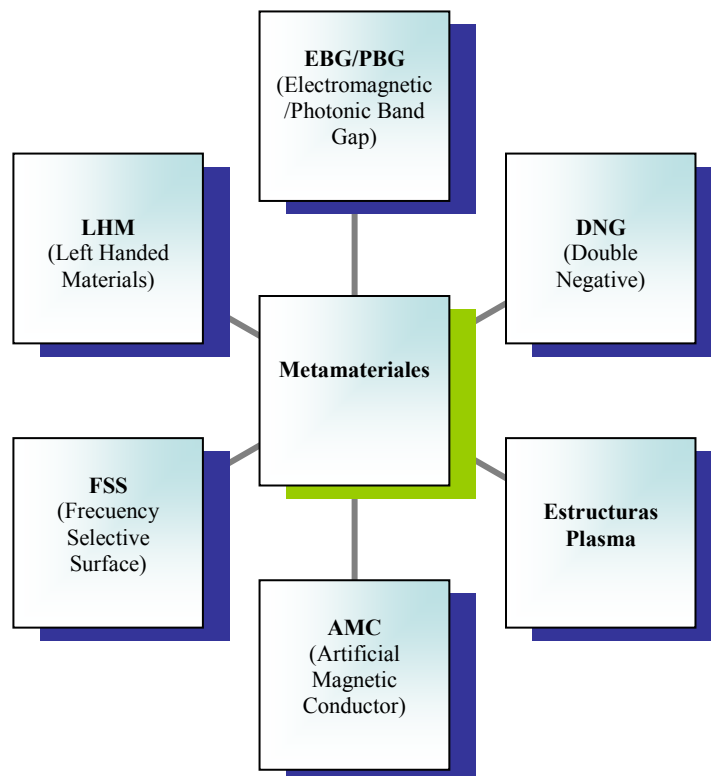 EBG/PBG
(Electromagnetic
/Photonic Band
Gap)
LHM
(Left Handed
Materials)
DNG
(Double
Negative)
Metamateriales
FSS
(Frecuency
Selective
Surface)
Estructuras
Plasma
AMC
(Artificial
Magnetic
Conductor)